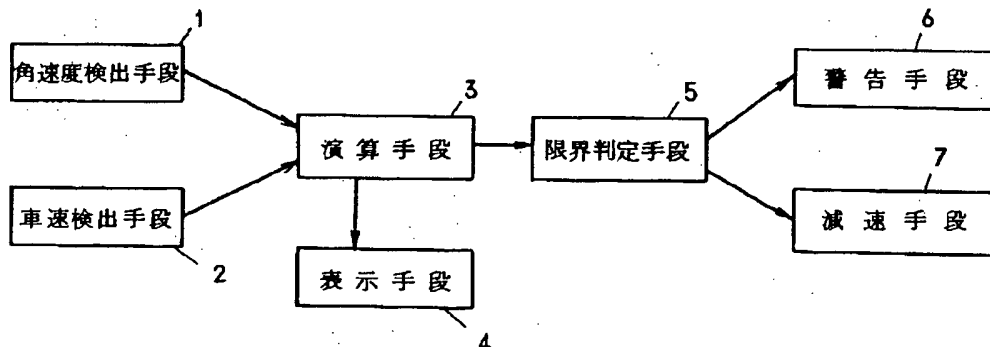 1
角速度検出手段
車速検出手段
2
3
演算手段
表示手段
4
5
限界判定手段
6
警告手段
7
減速手段